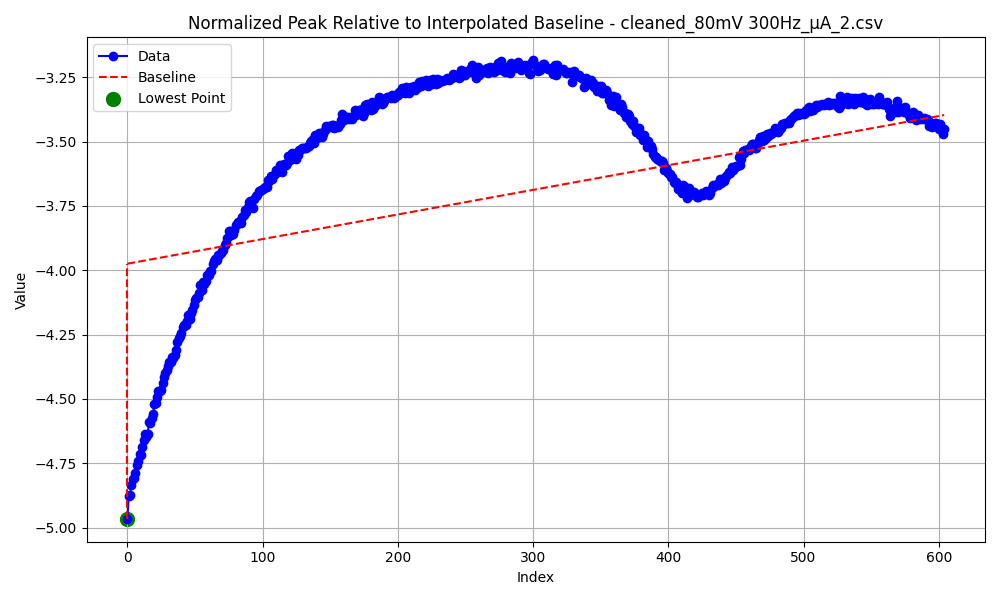 Normalized Peak Relative to Interpolated Baseline - cleaned_80mV 300Hz_μA_2.csv
Data
Baseline
Lowest Point
−3.25
−3.50
−3.75
−4.00
−4.25
−4.50
−4.75
−5.00
Value
0 100 200 300 400 500 600
Index